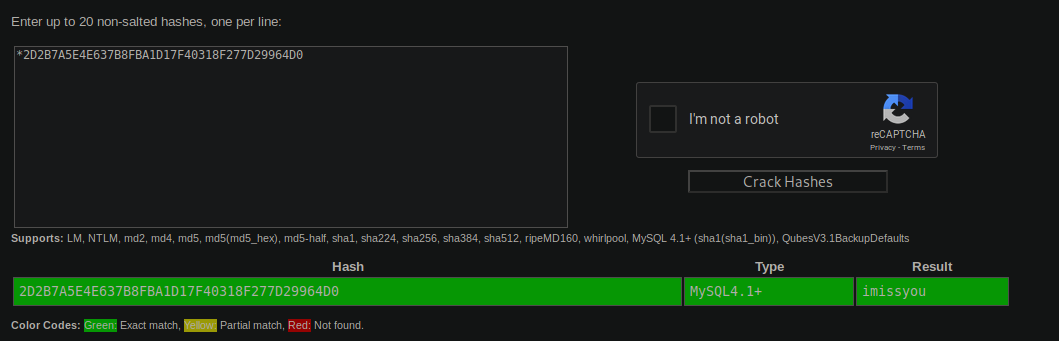 Enter up to 20 non-salted hashes, one per line:
*2D2B7A5E4E637B8FBA1D17F40318F277D29964D0
I'm not a robot
reCAPTCHA
Privacy - Terms
Crack Hashes
Supports: LM, NTLM, md2, md4, md5, md5(md5_hex), md5-half, sha1, sha224, sha256, sha384, sha512, ripeMD160, whirlpool, MySQL 4.1+ (sha1(sha1_bin)), QubesV3.1BackupDefaults
Hash Type Result
2D2B7A5E4E637B8FBA1D17F40318F277D29964D0 MySQL4.1+ imissyou
Color Codes: Green: Exact match, Yellow: Partial match, Red: Not found.